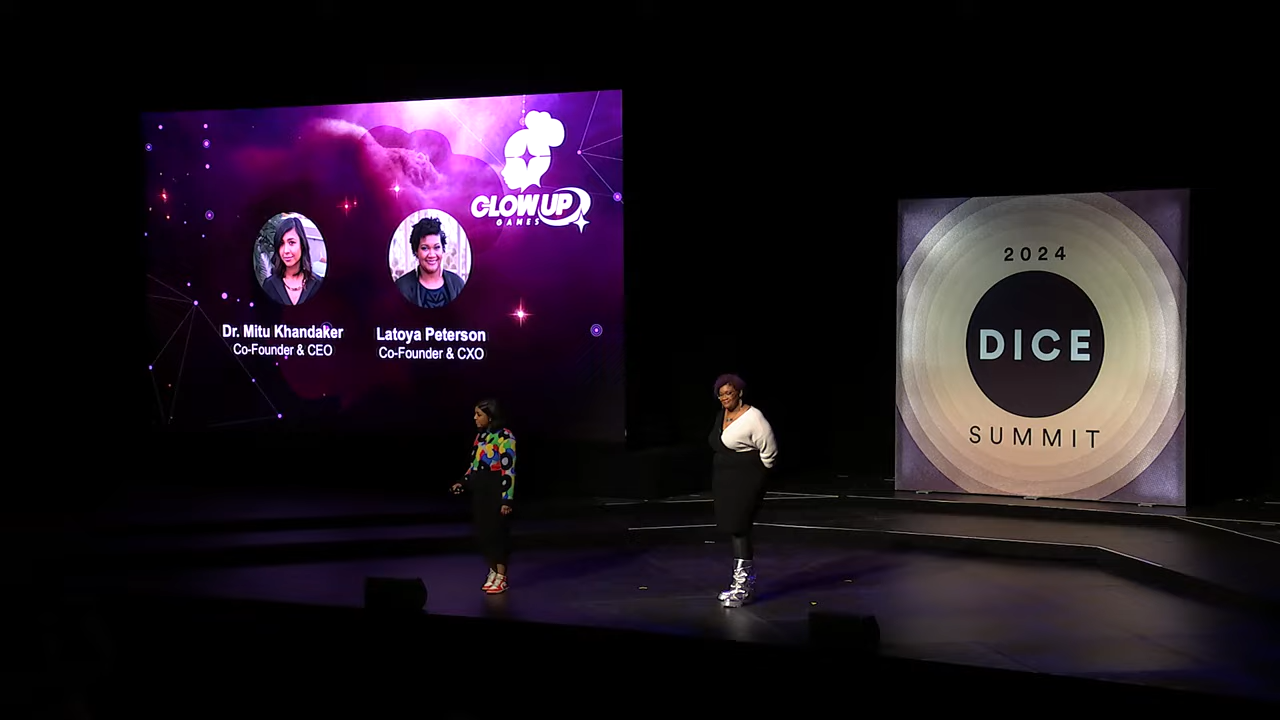 GLOW UP
GAMES
Dr. Mitu Khandaker
Co-Founder & CEO
Latoya Peterson
Co-Founder & CXO
2024
DICE
SUMMIT